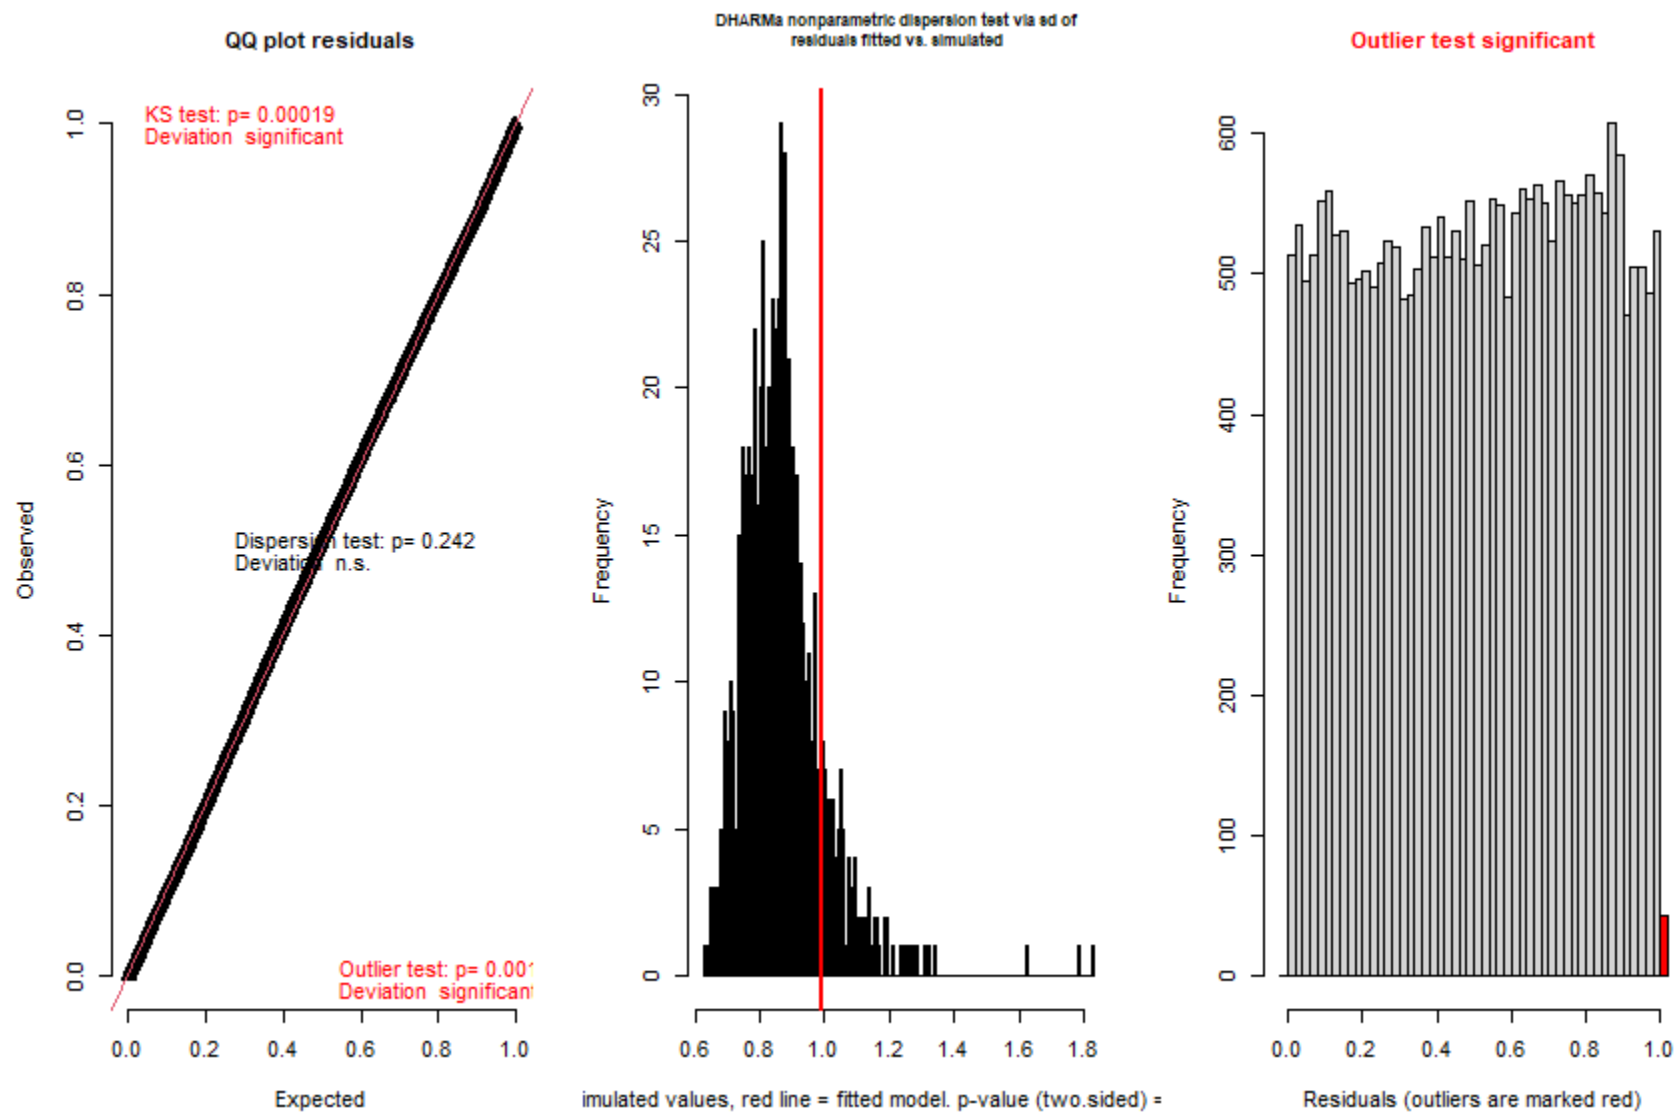 QQ plot residuals
KS test: p= 0.00019
Deviation significant
Dispersion test: p= 0.242
Deviation n.s.
Outlier test: p= 0.001
Deviation significant
Observed
0.0 0.2 0.4 0.6 0.8 1.0
0.0 0.2 0.4 0.6 0.8 1.0
Expected
DHARMa nonparametric dispersion test via sd of
residuals fitted vs. simulated
Frequency
0 5 10 15 20 25 30
0.6 0.8 1.0 1.2 1.4 1.6 1.8
imulated values, red line = fitted model. p-value (two.sided) =
Outlier test significant
Frequency
0 100 200 300 400 500 600
0.0 0.2 0.4 0.6 0.8 1.0
Residuals (outliers are marked red)